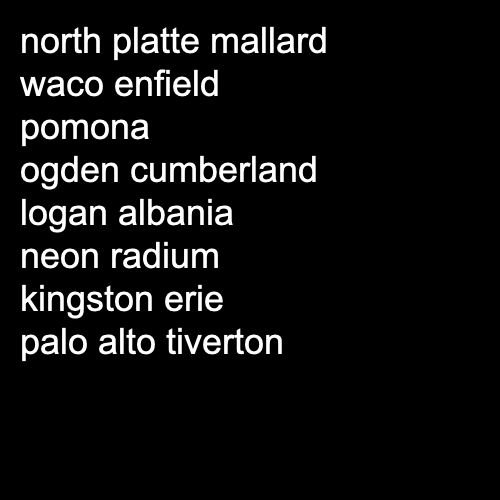 north platte mallard
waco enfield
pomona
ogden cumberland
logan albania
neon radium
kingston erie
palo alto tiverton